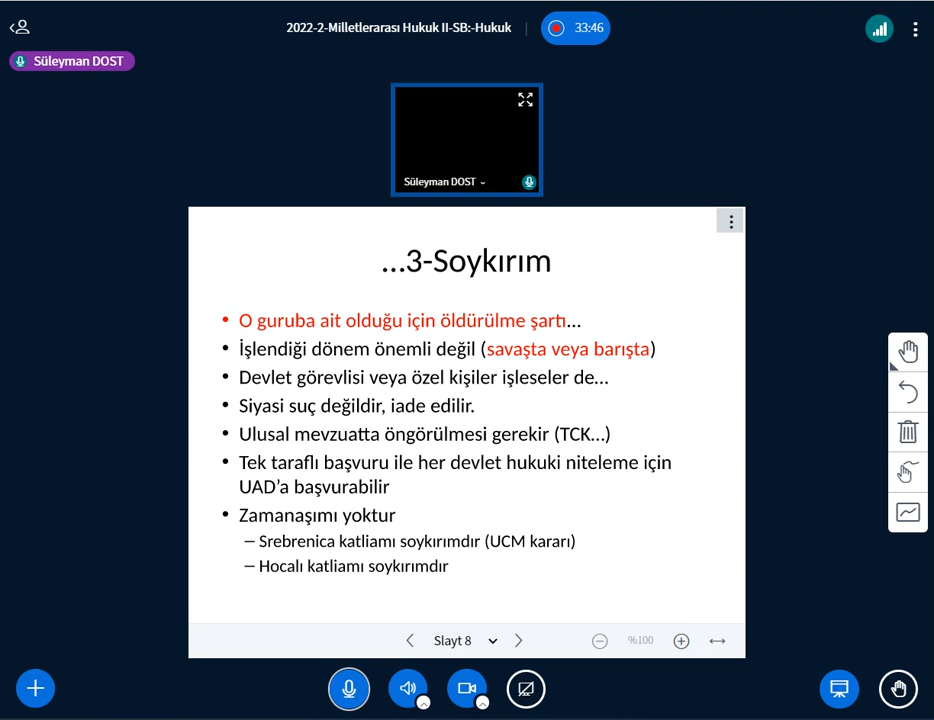 2022-2-Milletlerarası Hukuk II-SB:-Hukuk
33:46
Süleyman DOST
Süleyman DOST
...3-Soykırım
• O guruba ait olduğu için öldürülme şartı...
• İşlendiği dönem önemli değil (savaşta veya barışta)
• Devlet görevlisi veya özel kişiler işleseler de...
• Siyasi suç değildir, iade edilir.
• Ulusal mevzuatta öngörülmesi gerekir (TCK...)
• Tek taraflı başvuru ile her devlet hukuki niteleme için
UAD'a başvurabilir
• Zamanaşımı yoktur
– Srebrenica katliamı soykırımdır (UCM kararı)
– Hocalı katliamı soykırımdır
Slayt 8
%100